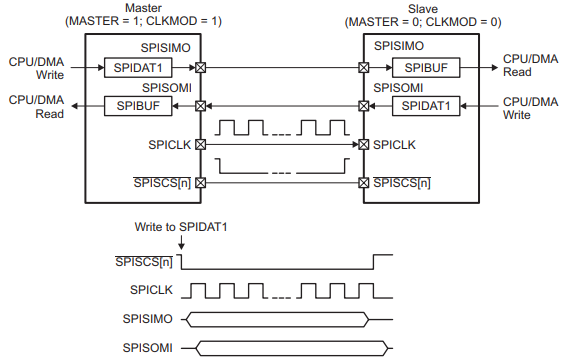 Master
(MASTER = 1; CLKMOD = 1)
Slave
(MASTER = 0; CLKMOD = 0)
SPISIMO
SPISIMO
CPU/DMA
Write
SPIDAT1
SPIBUF
CPU/DMA
Read
SPISOMI
SPISOMI
CPU/DMA
Read
SPIBUF
SPIDAT1
CPU/DMA
Write
SPICLK
SPICLK
SPISCS[n]
SPISCS[n]
Write to SPIDAT1
SPISCS[n]
SPICLK
SPISIMO
SPISOMI